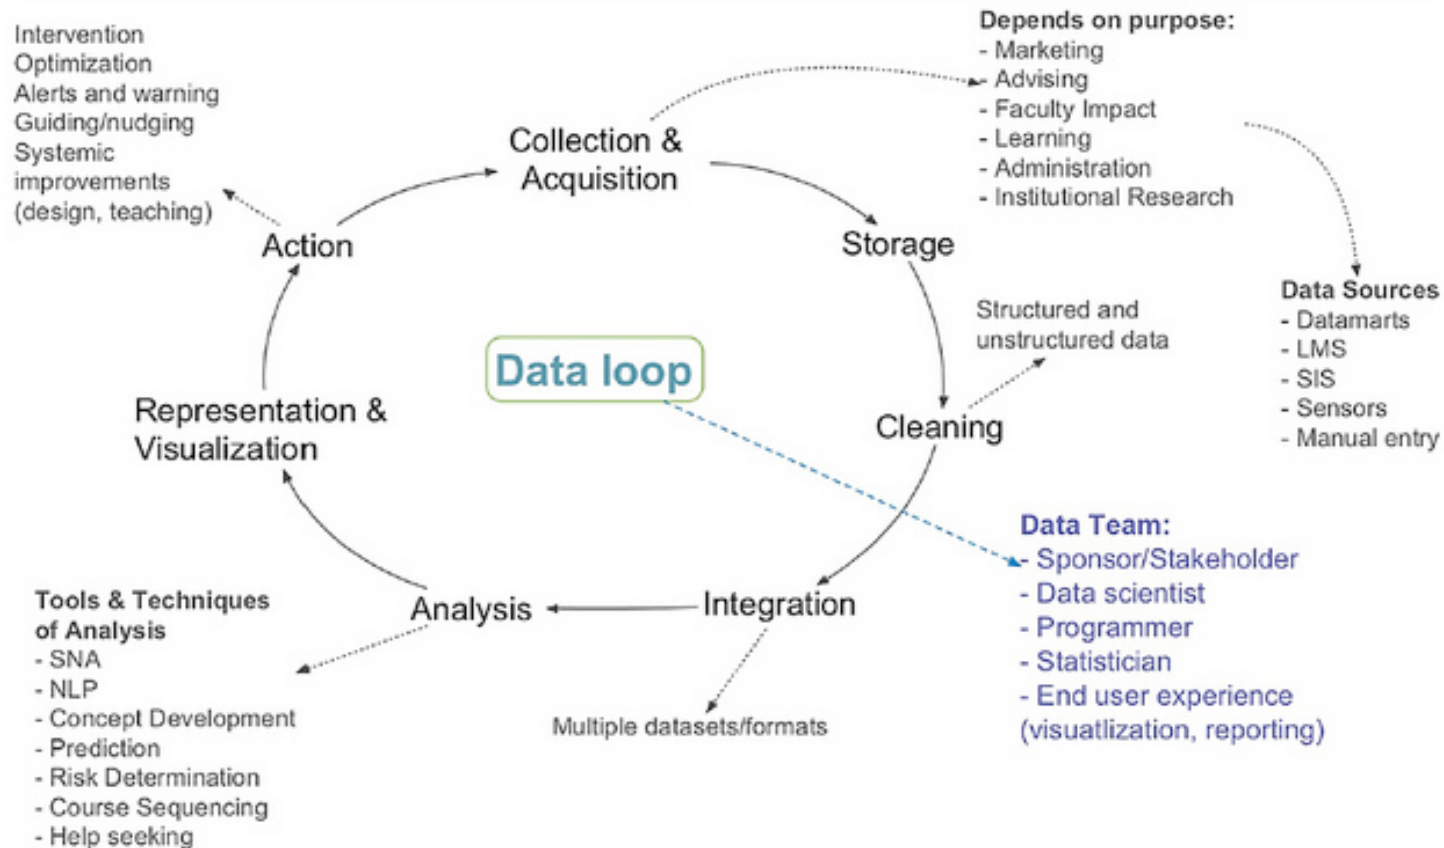 Intervention
Optimization
Alerts and warning
Guiding/nudging
Systemic
improvements
(design, teaching)
Depends on purpose:
- Marketing
- Advising
- Faculty Impact
- Learning
- Administration
- Institutional Research
Collection &
Acquisition
Action
Storage
Data Sources
- Datamarts
- LMS
- SIS
- Sensors
- Manual entry
Structured and
unstructured data
Data loop
Representation &
Visualization
Cleaning
Data Team:
- Sponsor/Stakeholder
- Data scientist
- Programmer
- Statistician
- End user experience
(visuatlization, reporting)
Analysis
Integration
Tools & Techniques
of Analysis
- SNA
- NLP
- Concept Development
- Prediction
- Risk Determination
- Course Sequencing
- Help seeking
Multiple datasets/formats